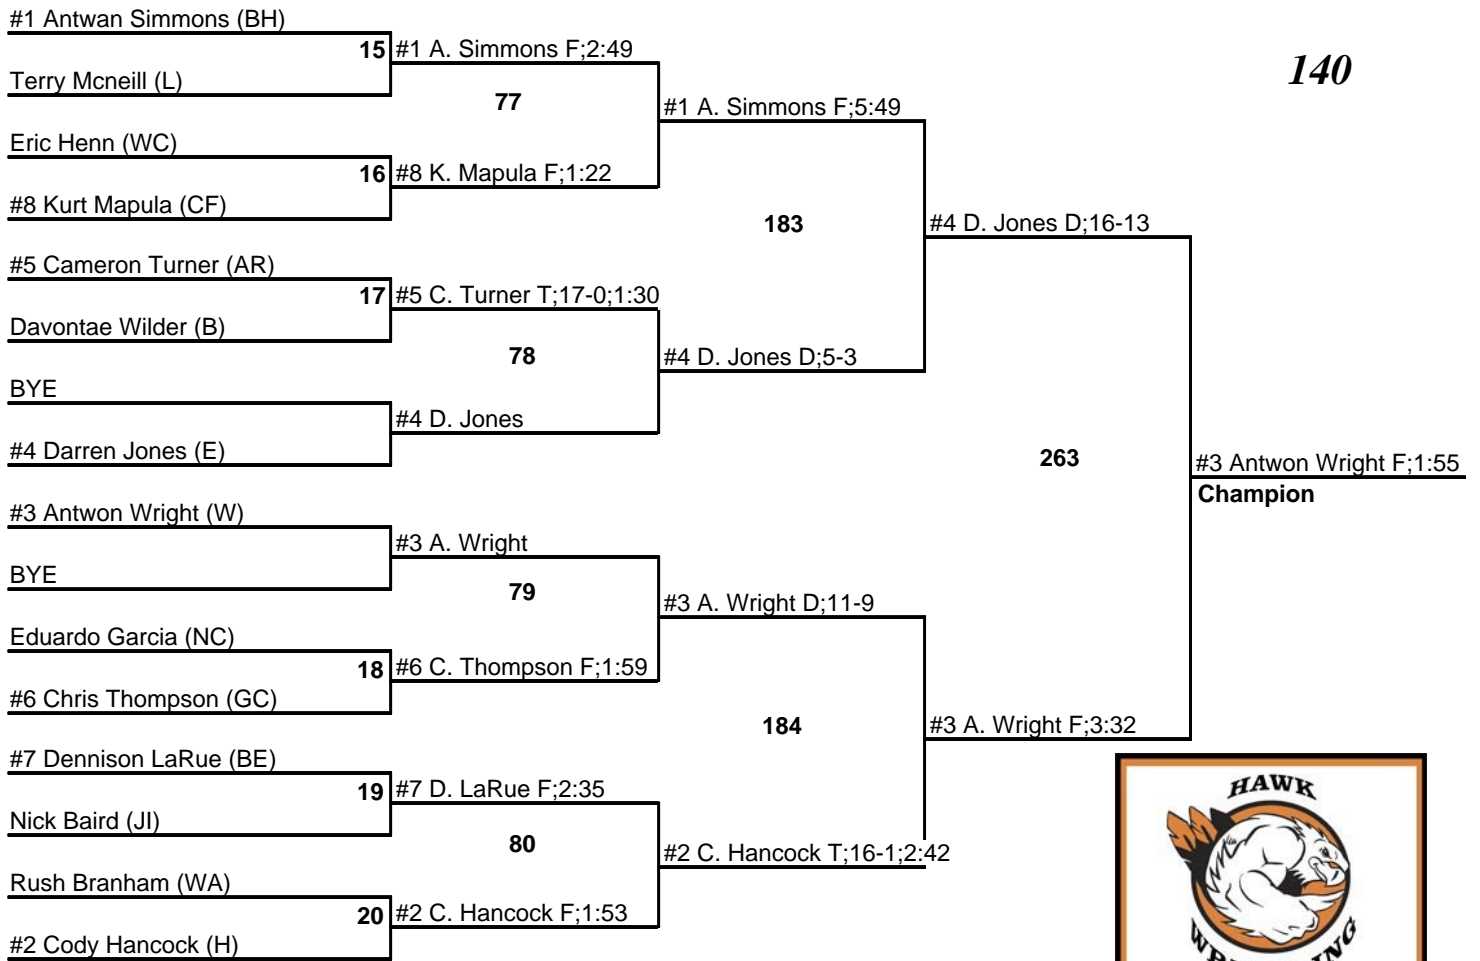 #1 Antwan Simmons (BH)
15 #1 A. Simmons F;2:49
140
Terry Mcneill (L)
77
#1 A. Simmons F;5:49
Eric Henn (WC)
16 #8 K. Mapula F;1:22
#8 Kurt Mapula (CF)
183
#4 D. Jones D;16-13
#5 Cameron Turner (AR)
17 #5 C. Turner T;17-0;1:30
Davontae Wilder (B)
78
#4 D. Jones D;5-3
BYE
#4 D. Jones
#4 Darren Jones (E)
263
#3 Antwon Wright F;1:55
Champion
#3 Antwon Wright (W)
#3 A. Wright
BYE
79
#3 A. Wright D;11-9
Eduardo Garcia (NC)
18 #6 C. Thompson F;1:59
#6 Chris Thompson (GC)
184
#3 A. Wright F;3:32
#7 Dennison LaRue (BE)
19 #7 D. LaRue F;2:35
Nick Baird (JI)
80
#2 C. Hancock T;16-1;2:42
Rush Branham (WA)
20 #2 C. Hancock F;1:53
#2 Cody Hancock (H)
HAWK
WRESTLING